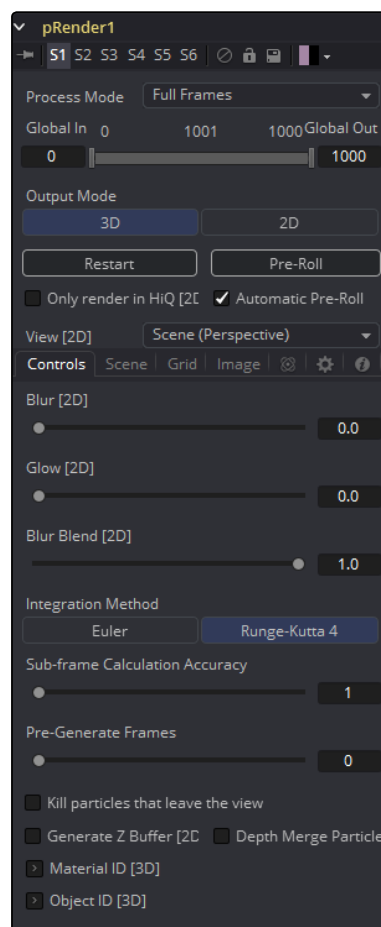 pRender1
S1 S2 S3 S4 S5 S6
Process Mode Full Frames
Global In 0 1001 1000 Global Out
0 1000
Output Mode
3D 2D
Restart Pre-Roll
Only render in HiQ [2D Automatic Pre-Roll
View [2D] Scene (Perspective)
Controls Scene Grid Image
Blur [2D]
0.0
Glow [2D]
0.0
Blur Blend [2D]
1.0
Integration Method
Euler Runge-Kutta 4
Sub-frame Calculation Accuracy
1
Pre-Generate Frames
0
Kill particles that leave the view
Generate Z Buffer [2D Depth Merge Particle
Material ID [3D]
Object ID [3D]